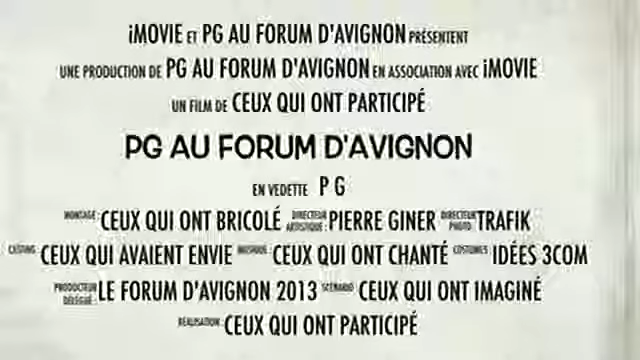 iMOVIE ET PG AU FORUM D'AVIGNON PRÉSENTENT
UNE PRODUCTION DE PG AU FORUM D'AVIGNON EN ASSOCIATION AVEC iMOVIE
UN FILM DE CEUX QUI ONT PARTICIPÉ
PG AU FORUM D'AVIGNON
EN VEDETTE P G
MONTAGE CEUX QUI ONT BRICOLÉ DIRECTEUR ARTISTIQUE PIERRE GINER DIRECTEUR PHOTO TRAFIK
CASTING CEUX QUI AVAIENT ENVIE MUSIQUE CEUX QUI ONT CHANTÉ COSTUMES IDÉES 3COM
PRODUCTEUR DÉLÉGUÉ LE FORUM D'AVIGNON 2013 SCÉNARIO CEUX QUI ONT IMAGINÉ
RÉALISATION CEUX QUI ONT PARTICIPÉ